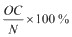 OC/N × 100 %